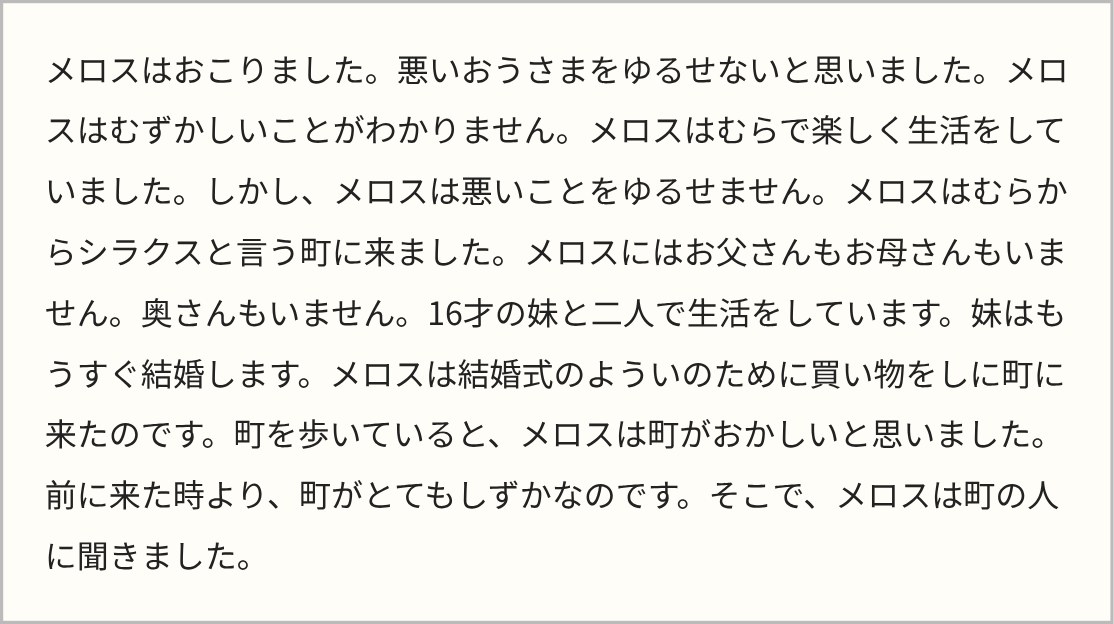 メロスはおこりました。悪いおうさまをゆるせないと思いました。メロ
スはむずかしいことがわかりません。メロスはむらで楽しく生活をして
いました。しかし、メロスは悪いことをゆるせません。メロスはむらか
らシラクスと言う町に来ました。メロスにはお父さんもお母さんもいま
せん。奥さんもいません。16才の妹と二人で生活をしています。妹はも
うすぐ結婚します。メロスは結婚式のよういのために買い物をしに町に
来たのです。町を歩いていると、メロスは町がおかしいと思いました。
前に来た時より、町がとてもしずかなのです。そこで、メロスは町の人
に聞きました。